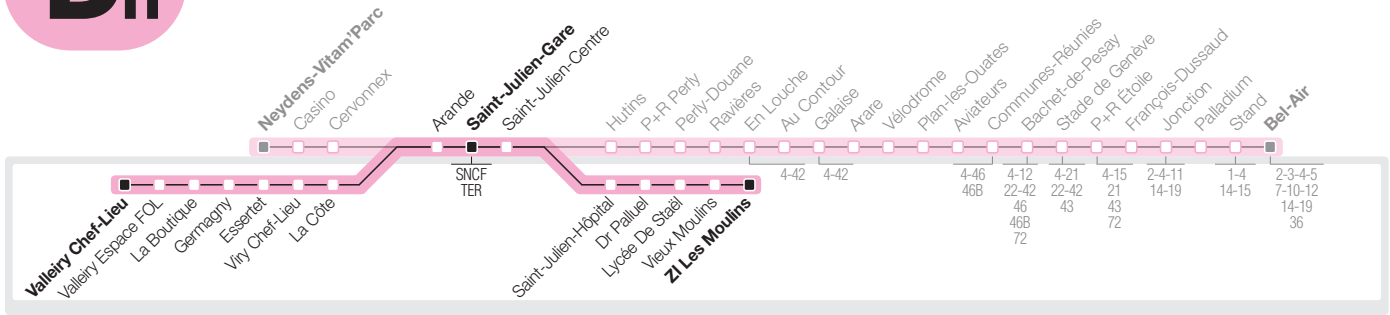 Dn
Neydens-Vitam'Parc
Casino
Cervonnex
Arande
Saint-Julien-Gare
Saint-Julien-Centre
Hutins
P+R Perly
Perly-Douane
Ravières
En Louche
Au Contour
Galaise
Arare
Vélodrome
Plan-les-Ouates
Aviateurs
Communes-Réunies
Bachet-de-Pesay
Stade de Genève
P+R Étoile
François-Dussaud
Jonction
Palladium
Stand
Bel-Air
SNCF
TER
4-42
4-42
4-46
46B
4-12
22-42
46
46B
72
4-21
22-42
43
4-15
21
43
72
2-4-11
14-19
1-4
14-15
2-3-4-5
7-10-12
14-19
36
Valleiry Chef-Lieu
Valleiry Espace FOL
La Boutique
Germagny
Essertet
Viry Chef-Lieu
La Côte
Saint-Julien-Hôpital
Dr Palluel
Lycée De Staël
Vieux Moulins
ZI Les Moulins